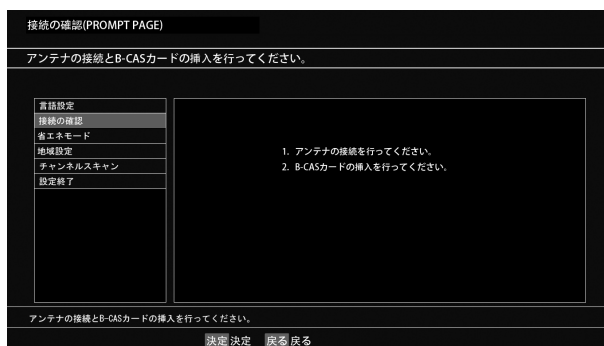 接続の確認(PROMPT PAGE)
アンテナの接続とB-CASカードの挿入を行ってください。
言語設定
接続の確認
省エネモード
地域設定
チャンネルスキャン
設定終了
1. アンテナの接続を行ってください。
2. B-CASカードの挿入を行ってください。
アンテナの接続とB-CASカードの挿入を行ってください。
決定 決定 戻る 戻る